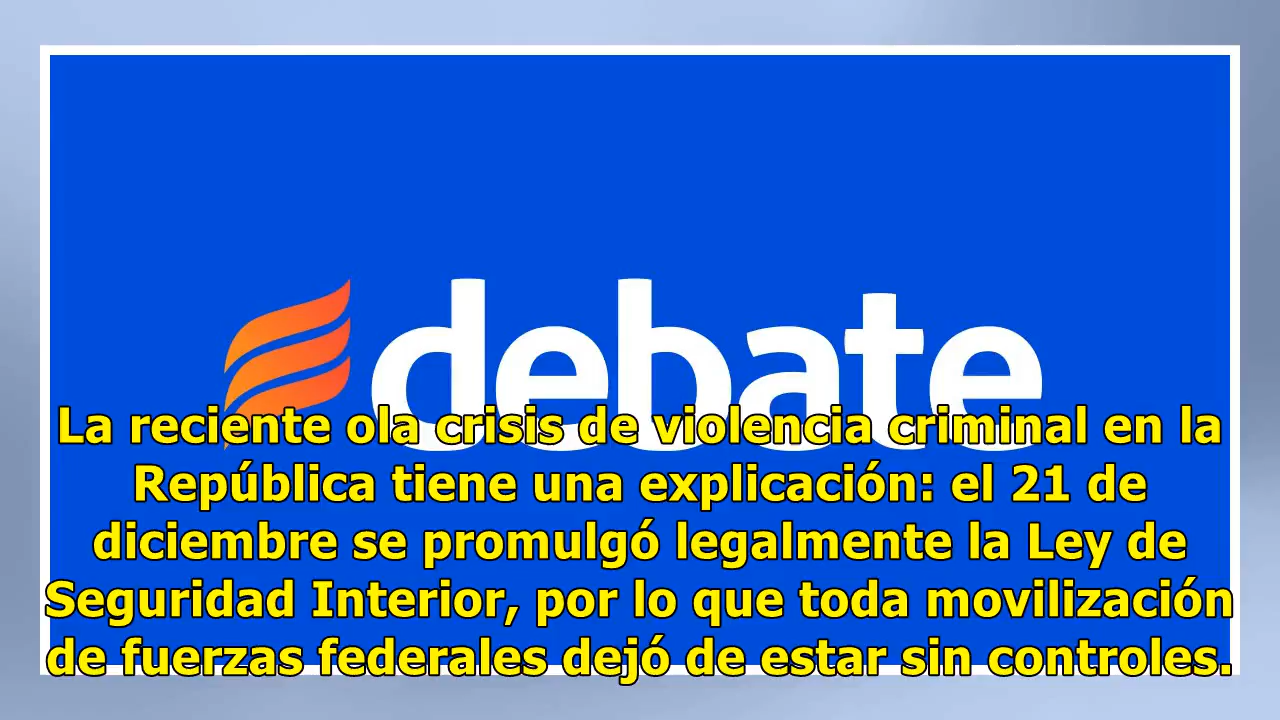 debate
La reciente ola crisis de violencia criminal en la
República tiene una explicación: el 21 de
diciembre se promulgó legalmente la Ley de
Seguridad Interior, por lo que toda movilización
de fuerzas federales dejó de estar sin controles.